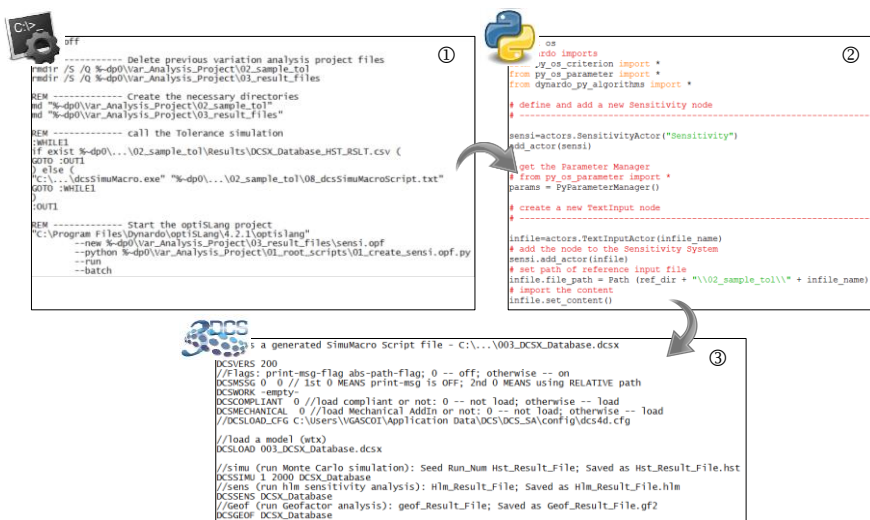 C:\>_
off
①
REM ------------ Delete previous variation analysis project files
rmdir /S /Q %~dp0\Var_Analysis_Project\02_sample_tol
rmdir /S /Q %~dp0\Var_Analysis_Project\03_result_files
REM ------------- Create the necessary directories
md "%~dp0\Var_Analysis_Project\02_sample_tol"
md "%~dp0\Var_Analysis_Project\03_result_files"
REM ------------- call the Tolerance simulation
:WHILE1
if exist %~dp0\...\02_sample_tol\Results\DCSX_Database_HST_RSLT.csv (
GOTO :OUT1
) else (
"C:\...\dcsSimuMacro.exe" "%~dp0\...\02_sample_tol\08_dcsSimuMacroScript.txt"
GOTO :WHILE1
)
:OUT1
REM ------------- Start the optiSLang project
"C:\Program Files\Dynardo\optiSLang\4.2.1\optislang"
--new %~dp0\Var_Analysis_Project\03_result_files\sensi.opf
--python %~dp0\Var_Analysis_Project\01_root_scripts\01_create_sensi.opf.py
--run
--batch
os
②
ardo imports
py_os_criterion import *
from py_os_parameter import *
from dynardo_py_algorithms import *
# define and add a new Sensitivity node
# -----------------------------------------------
sensi=actors.SensitivityActor("Sensitivity")
add_actor(sensi)
get the Parameter Manager
# from py_os_parameter import *
params = PyParameterManager()
# create a new TextInput node
# -----------------------------------------------
infile=actors.TextInputActor(infile_name)
# add the node to the Sensitivity System
sensi.add_actor(infile)
# set path of reference input file
infile.file_path = Path (ref_dir + "\\02_sample_tol\\" + infile_name)
# import the content
infile.set_content()
3DCS
s a generated SimuMacro Script file - C:\...\003_DCSX_Database.dcsx
③
DCSVERS 200
//Flags: print-msg-flag abs-path-flag; 0 -- off; otherwise -- on
DCSMSSG 0 0 // 1st 0 MEANS print-msg is OFF; 2nd 0 MEANS using RELATIVE path
DCSWORK -empty-
DCSCOMPLIANT 0 //load compliant or not: 0 -- not load; otherwise -- load
DCSMECHANICAL 0 //load Mechanical AddIn or not: 0 -- not load; otherwise -- load
//DCSLOAD_CFG C:\Users\VGASCOI\Application Data\DCS\DCS_SA\config\dcs4d.cfg
//load a model (wtx)
DCSLOAD 003_DCSX_Database.dcsx
//simu (run Monte Carlo simulation): Seed Run_Num Hst_Result_File; Saved as Hst_Result_File.hst
DCSSIMU 1 2000 DCSX_Database
//sens (run hlm sensitivity analysis): Hlm_Result_File; Saved as Hlm_Result_File.hlm
DCSSENS DCSX_Database
//Geof (run Geofactor analysis): geof_Result_File; Saved as Geof_Result_File.gf2
DCSGEOF DCSX_Database